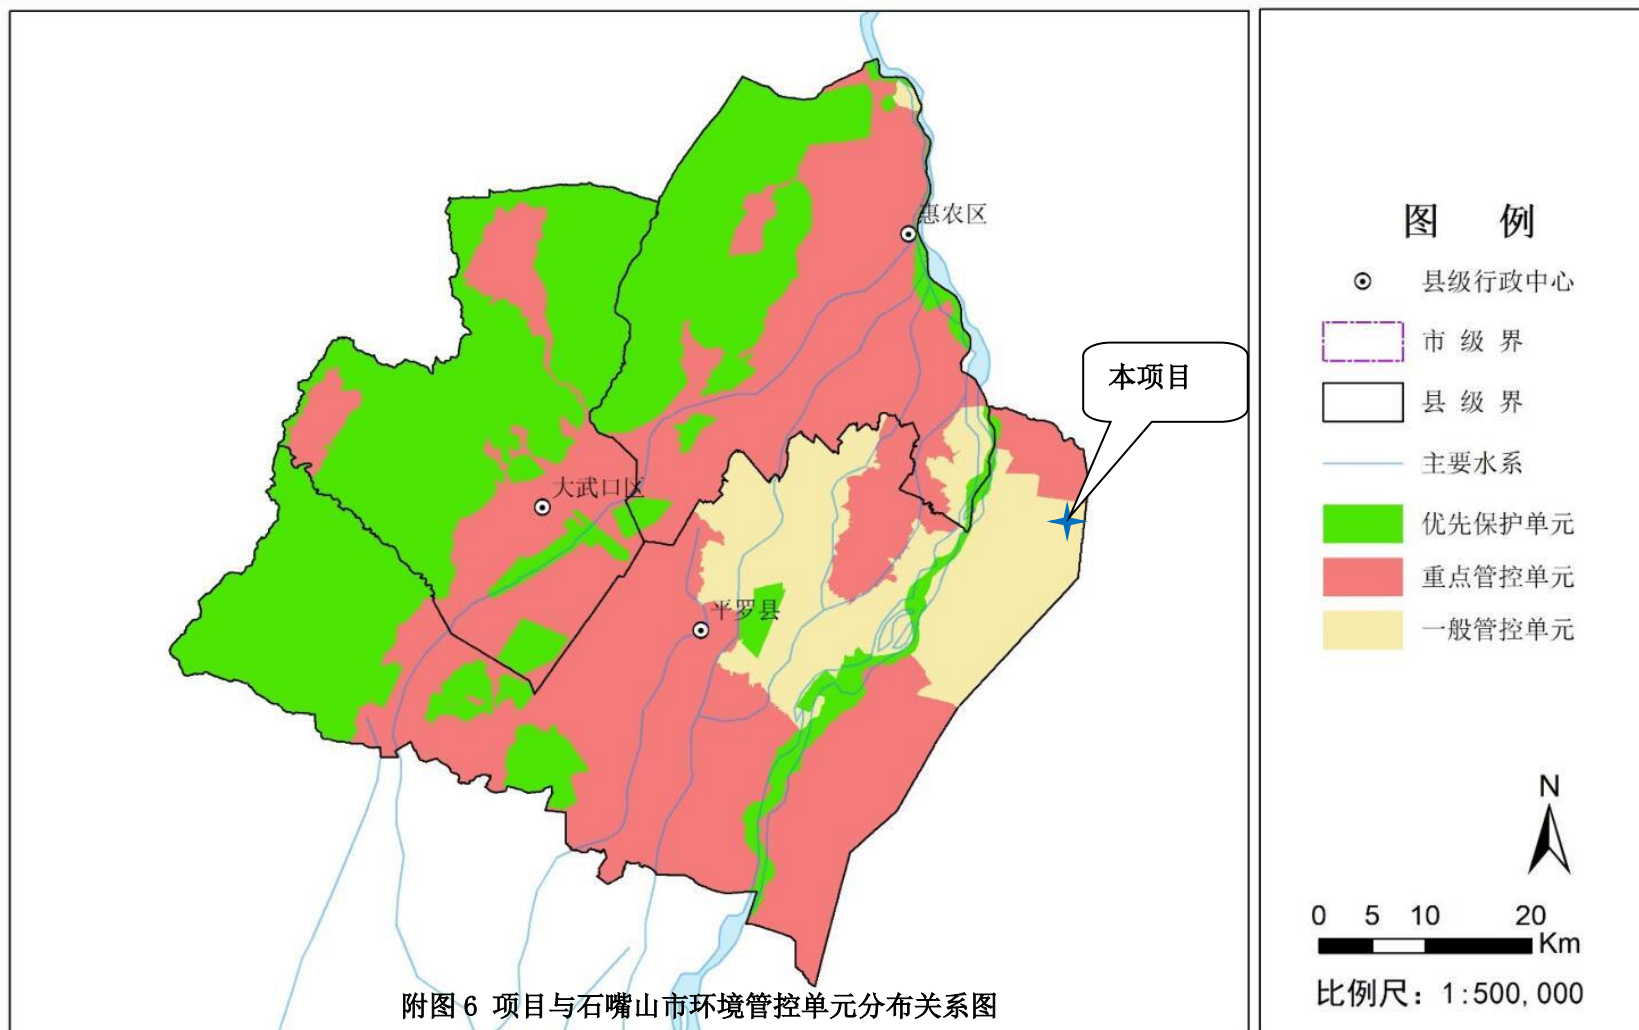 惠农区
本项目
大武口区
平罗县
附图 6 项目与石嘴山市环境管控单元分布关系图
图 例
县级行政中心
市 级 界
县 级 界
主要水系
优先保护单元
重点管控单元
一般管控单元
N
0 5 10 20
Km
比例尺：1:500,000